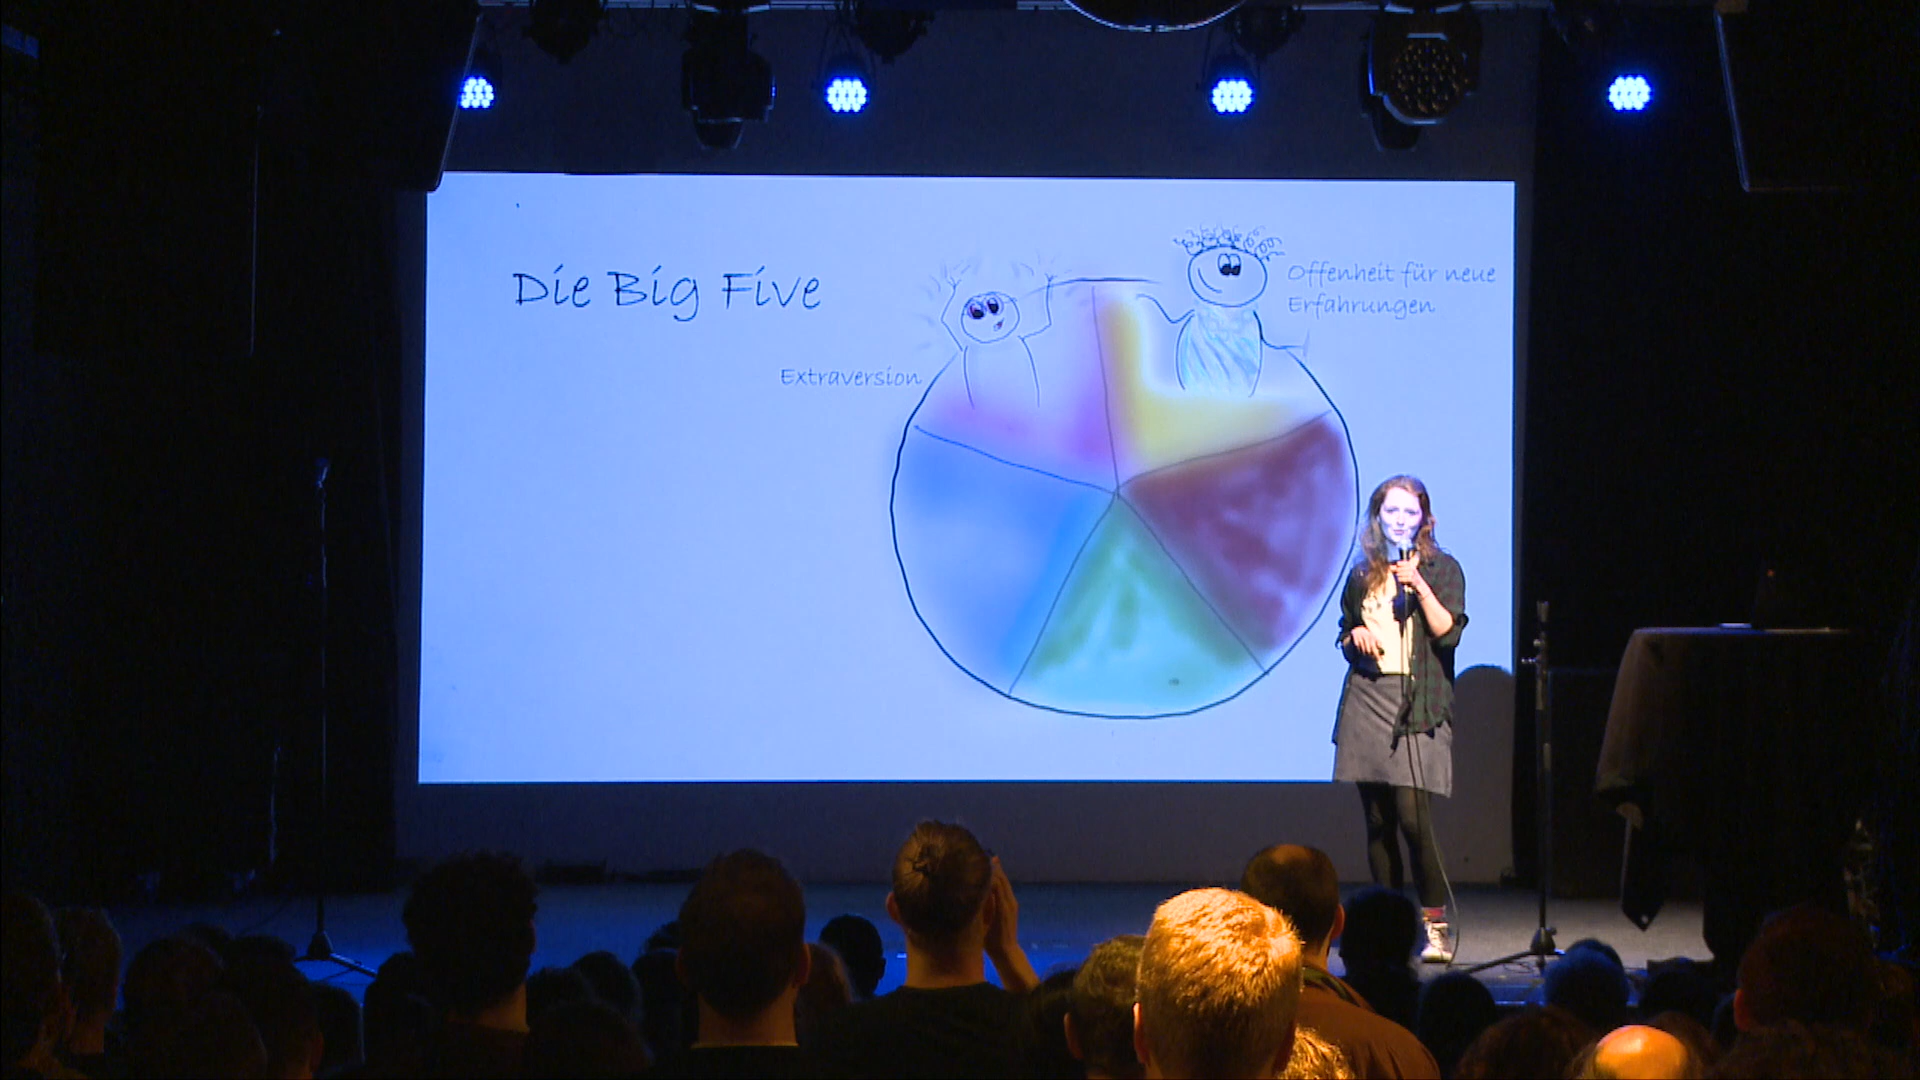 Die Big Five
Offenheit für neue
Erfahrungen
Extraversion